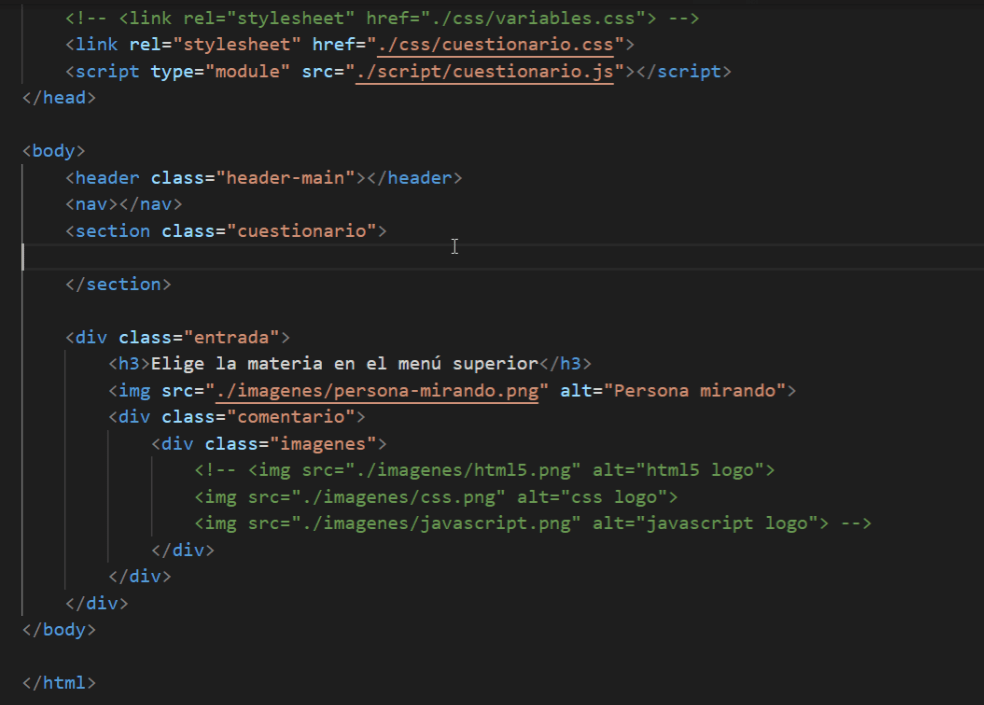 <!-- <link rel="stylesheet" href="./css/variables.css"> -->
<link rel="stylesheet" href="./css/cuestionario.css">
<script type="module" src="./script/cuestionario.js"></script>
</head>
<body>
<header class="header-main"></header>
<nav></nav>
<section class="cuestionario">
</section>
<div class="entrada">
<h3>Elige la materia en el menú superior</h3>
<img src="./imagenes/persona-mirando.png" alt="Persona mirando">
<div class="comentario">
<div class="imagenes">
<!-- <img src="./imagenes/html5.png" alt="html5 logo">
<img src="./imagenes/css.png" alt="css logo">
<img src="./imagenes/javascript.png" alt="javascript logo"> -->
</div>
</div>
</div>
</body>
</html>